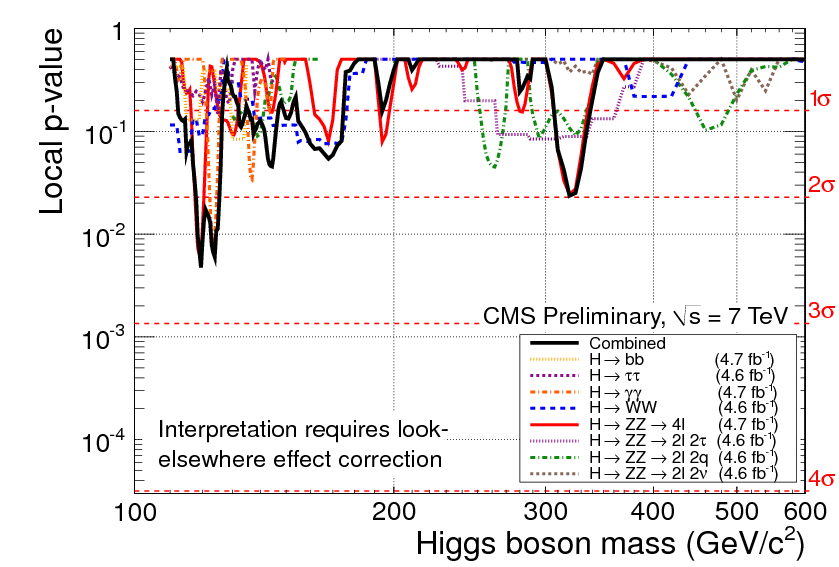 Local p-value
1
10⁻¹
10⁻²
10⁻³
10⁻⁴
1σ
2σ
3σ
4σ
CMS Preliminary, √s = 7 TeV
Combined
H→bb (4.7 fb⁻¹)
H→ττ (4.6 fb⁻¹)
H→γγ (4.7 fb⁻¹)
H→WW (4.6 fb⁻¹)
H→ZZ→4l (4.7 fb⁻¹)
H→ZZ→2l 2τ (4.6 fb⁻¹)
H→ZZ→2l 2q (4.6 fb⁻¹)
H→ZZ→2l 2ν (4.6 fb⁻¹)
Interpretation requires look-
elsewhere effect correction
100 200 300 400 500 600
Higgs boson mass (GeV/c²)